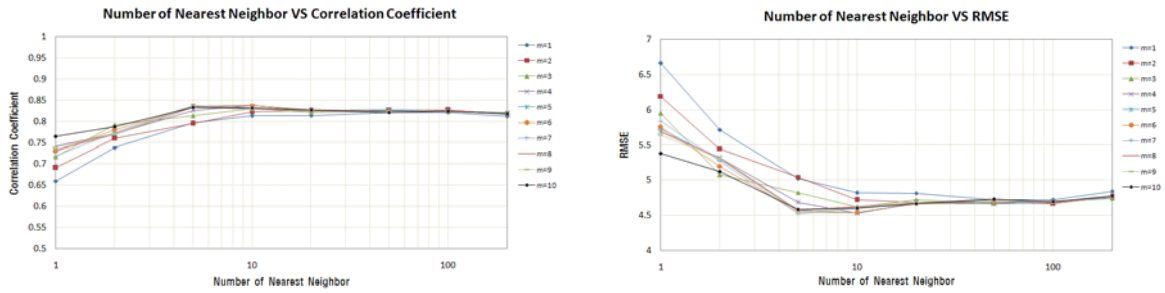 Number of Nearest Neighbor VS Correlation Coefficient
Correlation Coefficient
1
0.95
0.9
0.85
0.8
0.75
0.7
0.65
0.6
0.55
0.5
1
10
100
Number of Nearest Neighbor
m=1
m=2
m=3
m=4
m=5
m=6
m=7
m=8
m=9
m=10
Number of Nearest Neighbor VS RMSE
RMSE
7
6.5
6
5.5
5
4.5
4
1
10
100
Number of Nearest Neighbor
m=1
m=2
m=3
m=4
m=5
m=6
m=7
m=8
m=9
m=10